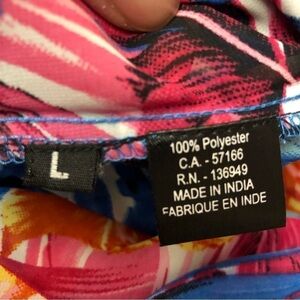 L
100% Polyester
C.A. - 57166
R.N. - 136949
MADE IN INDIA
FABRIQUE EN INDE